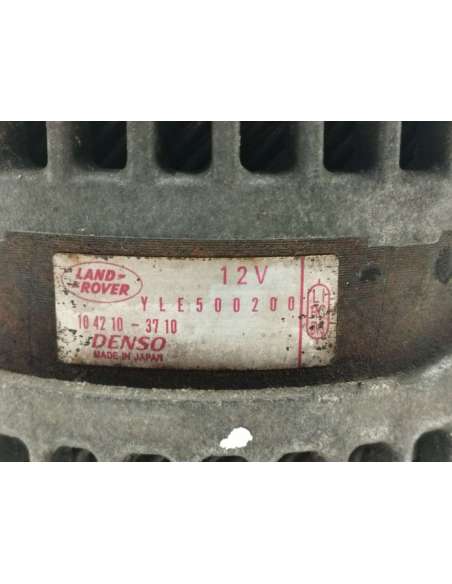 LAND-
ROVER
12V
YLE500200
104210-3710
DENSO
MADE IN JAPAN